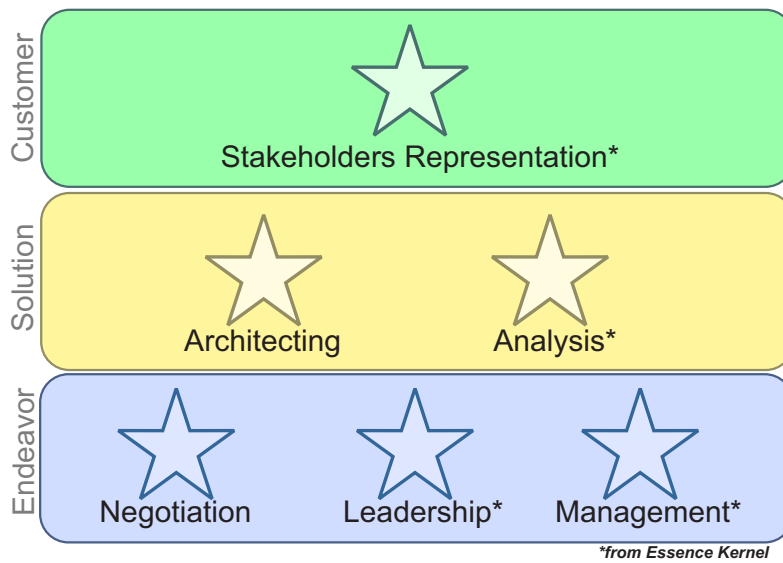 Customer
Stakeholders Representation*
Solution
Architecting
Analysis*
Endeavor
Negotiation
Leadership*
Management*
*from Essence Kernel